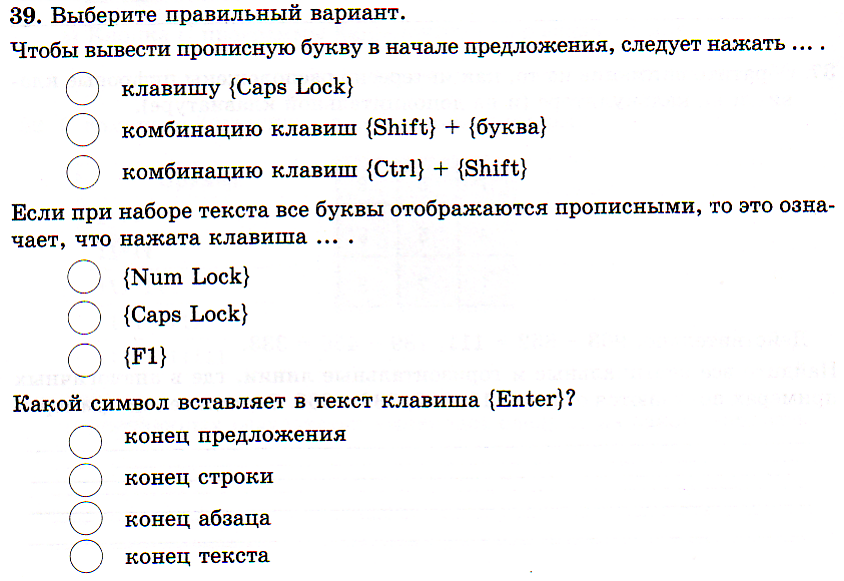 39. Выберите правильный вариант.
Чтобы вывести прописную букву в начале предложения, следует нажать ... .
клавишу {Caps Lock}
комбинацию клавиш {Shift} + {буква}
комбинацию клавиш {Ctrl} + {Shift}
Если при наборе текста все буквы отображаются прописными, то это озна-
чает, что нажата клавиша ... .
{Num Lock}
{Caps Lock}
{F1}
Какой символ вставляет в текст клавиша {Enter}?
конец предложения
конец строки
конец абзаца
конец текста